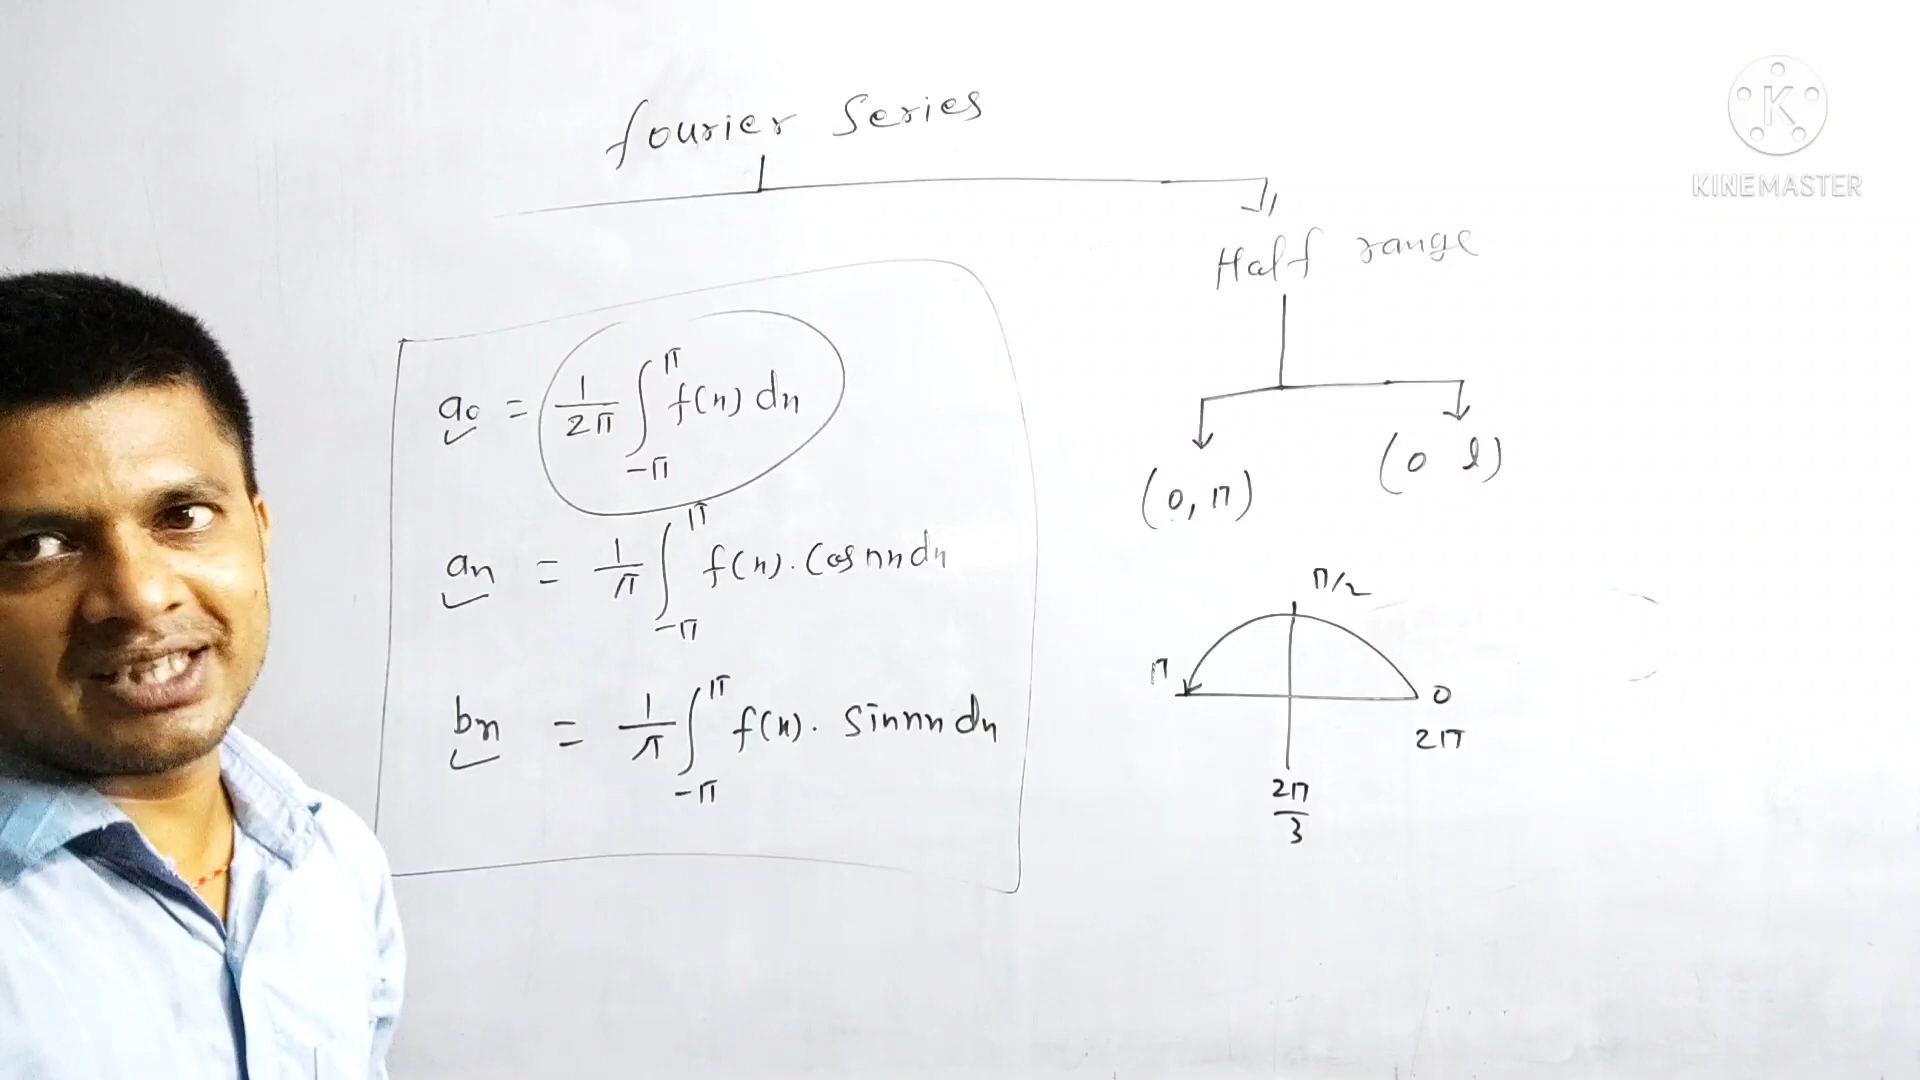 fourier Series
Half range
a₀ = 1/2π ∫_{-π}^{π} f(x) dx
aₙ = 1/π ∫_{-π}^{π} f(x). Cos nx dx
bₙ = 1/π ∫_{-π}^{π} f(x). Sin nx dx
(0, π)
(0 l)
π/2
π
0
2π
2π/3
KINEMASTER